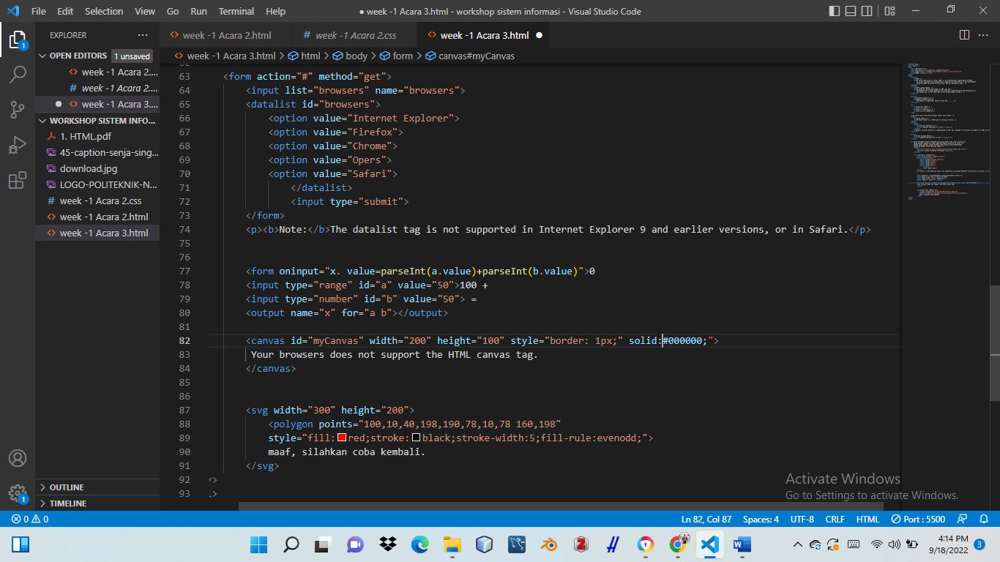 File Edit Selection View Go Run Terminal Help
● week -1 Acara 3.html - workshop sistem informasi - Visual Studio Code
EXPLORER ...
week -1 Acara 2.html
# week -1 Acara 2.css
week -1 Acara 3.html ●
OPEN EDITORS 1 unsaved
week -1 Acara 2....
# week -1 Acara 2....
● week -1 Acara 3....
WORKSHOP SISTEM INFO...
1. HTML.pdf
45-caption-senja-sing...
download.jpg
LOGO-POLITEKNIK-N...
# week -1 Acara 2.css
week -1 Acara 2.html
week -1 Acara 3.html
OUTLINE
TIMELINE
1
1
week -1 Acara 3.html > html > body > form > canvas#myCanvas
62
63 <form action="#" method="get">
64 <input list="browsers" name="browsers">
65 <datalist id="browsers">
66 <option value="Internet Explorer">
67 <option value="Firefox">
68 <option value="Chrome">
69 <option value="Opers">
70 <option value="Safari">
71 </datalist>
72 <input type="submit">
73 </form>
74 <p><b>Note:</b>The datalist tag is not supported in Internet Explorer 9 and earlier versions, or in Safari.</p>
75
76
77 <form oninput="x. value=parseInt(a.value)+parseInt(b.value)">0
78 <input type="range" id="a" value="50">100 +
79 <input type="number" id="b" value="50"> =
80 <output name="x" for="a b"></output>
81
82 <canvas id="myCanvas" width="200" height="100" style="border: 1px;" solid:#000000;">
83 Your browsers does not support the HTML canvas tag.
84 </canvas>
85
86
87 <svg width="300" height="200">
88 <polygon points="100,10,40,198,190,78,10,78 160,198"
89 style="fill:red;stroke:black;stroke-width:5;fill-rule:evenodd;">
90 maaf, silahkan coba kembali.
91 </svg>
92 y>
93 l>
Activate Windows
Go to Settings to activate Windows.
0 0
Ln 82, Col 87 Spaces: 4 UTF-8 CRLF HTML Port : 5500
4:14 PM
9/18/2022
3